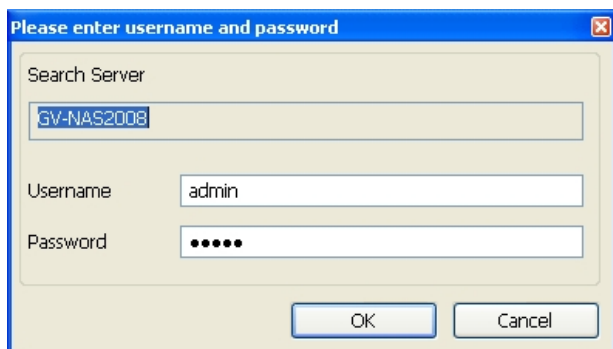 Please enter username and password
Search Server
GV-NAS2008
Username admin
Password •••••
OK Cancel